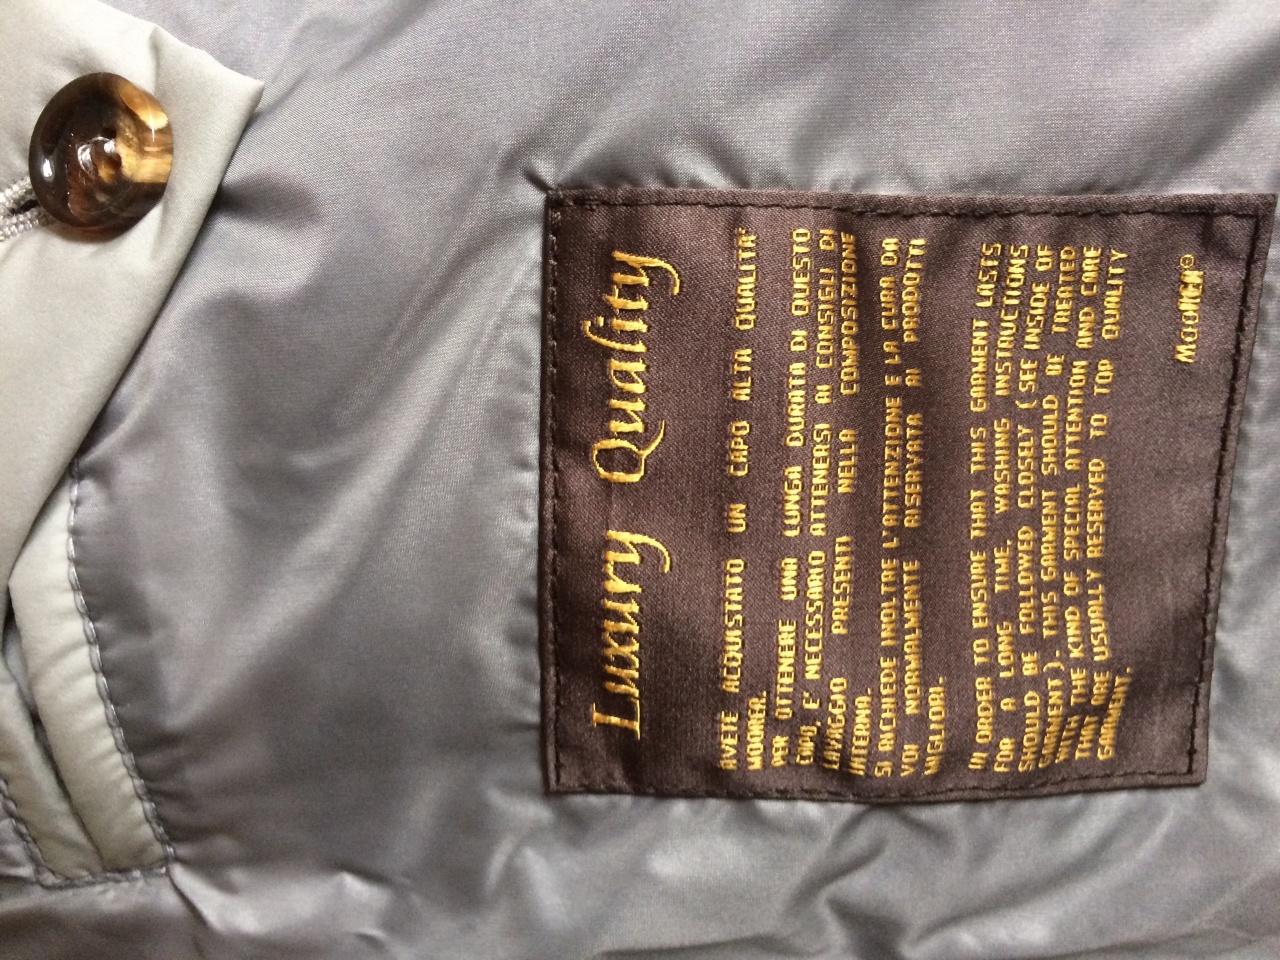 Luxury Quality
AVETE ACQUISTATO UN CAPO ALTA QUALITA'
MOORER.
PER OTTENERE UNA LUNGA DURATA DI QUESTO
CAPO, E' NECESSARIO ATTENERSI AI CONSIGLI DI
LAVAGGIO PRESENTI NELLA COMPOSIZIONE
INTERNA.
SI RICHIEDE INOLTRE L'ATTENZIONE E LA CURA DA
VOI NORMALMENTE RISERVATA AI PRODOTTI
MIGLIORI.
IN ORDER TO ENSURE THAT THIS GARMENT LASTS
FOR A LONG TIME, WASHING INSTRUCTIONS
SHOULD BE FOLLOWED CLOSELY ( SEE INSIDE OF
GARMENT ). THIS GARMENT SHOULD BE TREATED
WITH THE KIND OF SPECIAL ATTENTION AND CARE
THAT ARE USUALLY RESERVED TO TOP QUALITY
GARMENT.
MOORER®